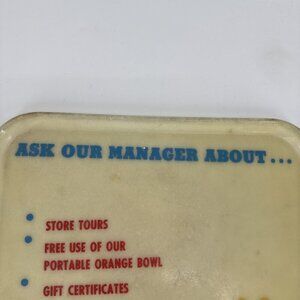 ASK OUR MANAGER ABOUT...
• STORE TOURS
• FREE USE OF OUR
PORTABLE ORANGE BOWL
• GIFT CERTIFICATES